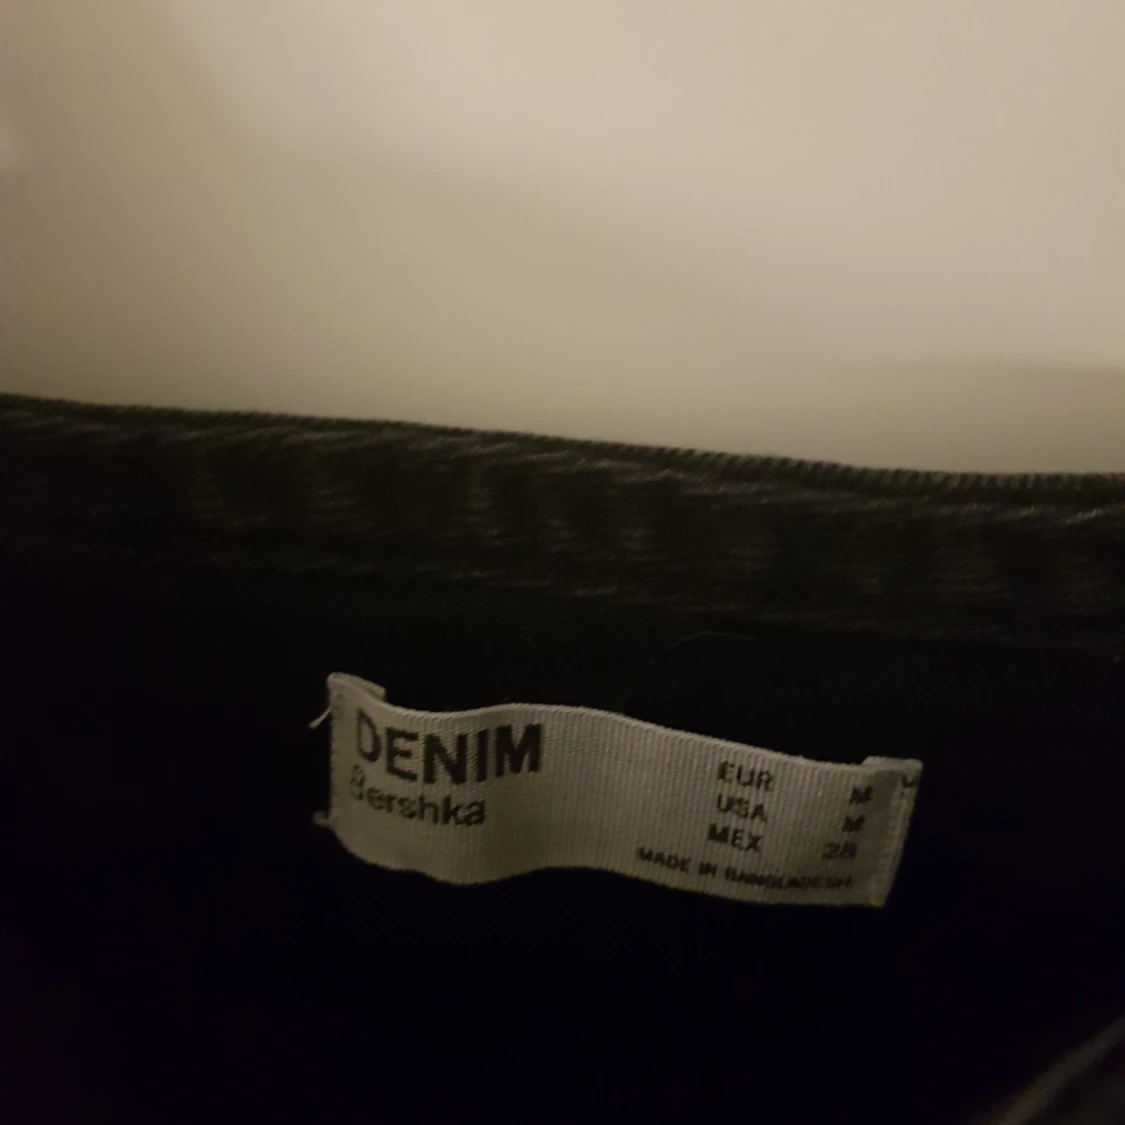 DENIM
Bershka
EUR M
USA M
MEX 28
MADE IN BANGLADESH